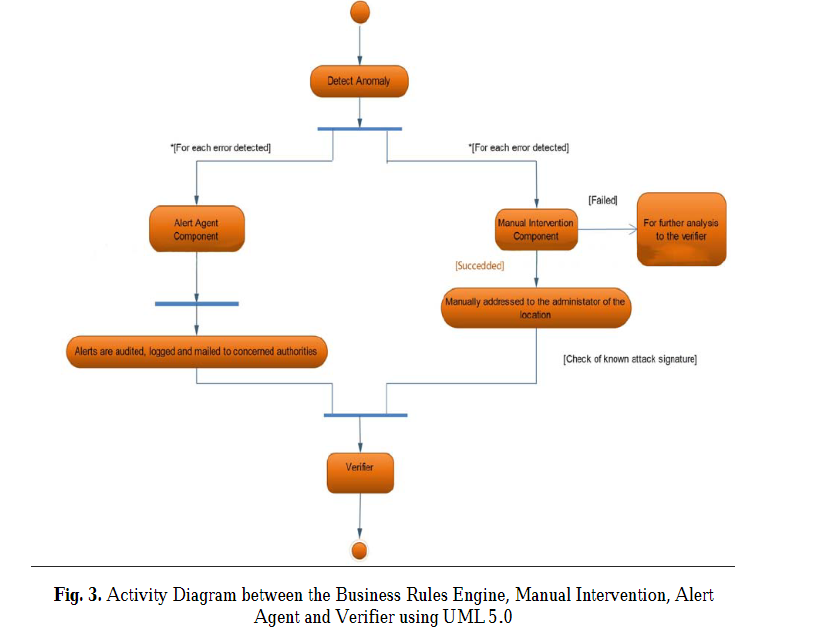 Detect Anomaly
*[For each error detected]
*[For each error detected]
[Failed]
Alert Agent
Component
Manual Intervention
Component
For further analysis
to the verifier
[Succedded]
Manually addressed to the administator of the
location
Alerts are audited, logged and mailed to concerned authorities
[Check of known attack signature]
Verifier
Fig. 3. Activity Diagram between the Business Rules Engine, Manual Intervention, Alert
Agent and Verifier using UML 5.0